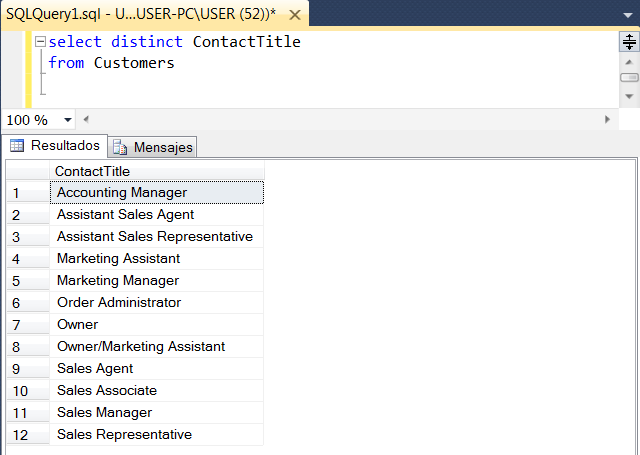 SQLQuery1.sql - U...USER-PC\USER (52))*
select distinct ContactTitle
from Customers
100 %
Resultados Mensajes
ContactTitle
1 Accounting Manager
2 Assistant Sales Agent
3 Assistant Sales Representative
4 Marketing Assistant
5 Marketing Manager
6 Order Administrator
7 Owner
8 Owner/Marketing Assistant
9 Sales Agent
10 Sales Associate
11 Sales Manager
12 Sales Representative